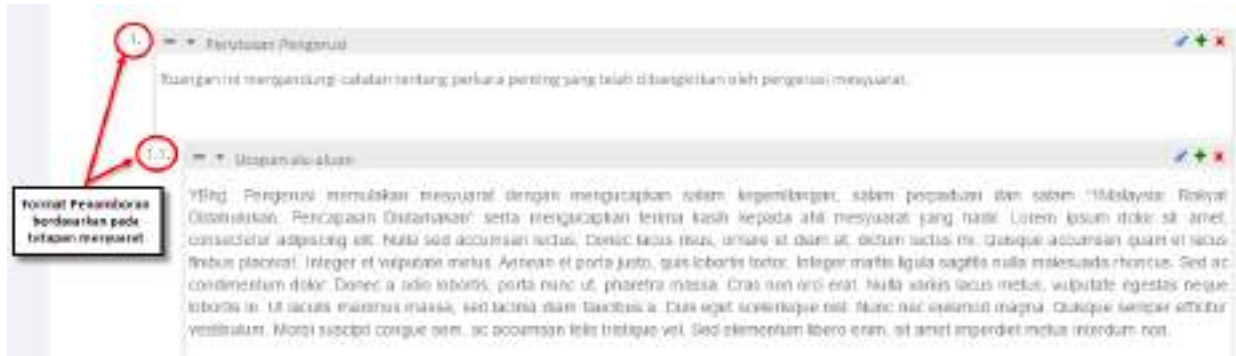 1.
Perutusan Pengerusi
Ruangan ini mengandungi catatan tentang perkara penting yang telah dibangkitkan oleh pengerusi mesyuarat.
1.1.
Ucapan alu-aluan
Format Penomboran
berdasarkan pada
tetapan mesyuarat
YBhg. Pengerusi memulakan mesyuarat dengan mengucapkan salam kegemilangan, salam perpaduan dan salam "1Malaysia: Rakyat
Didahulukan, Pencapaian Diutamakan" serta mengucapkan terima kasih kepada ahli mesyuarat yang hadir. Lorem ipsum dolor sit amet,
consectetur adipiscing elit. Nulla sed accumsan lectus. Donec lacus risus, ornare et diam at, dictum luctus mi. Quisque accumsan quam et lacus
finibus placerat. Integer et vulputate metus. Aenean et porta justo, quis lobortis tortor. Integer mattis ligula sagittis nulla malesuada rhoncus. Sed ac
condimentum dolor. Donec a odio lobortis, porta nunc ut, pharetra massa. Cras non orci erat. Nulla varius lacus metus, vulputate egestas neque
lobortis in. Ut iaculis maximus massa, sed lacinia diam faucibus a. Duis eget scelerisque nisl. Nunc nec euismod magna. Quisque semper efficitur
vestibulum. Morbi suscipit congue sem, ac accumsan felis tristique vel. Sed elementum libero enim, sit amet imperdiet metus interdum non.